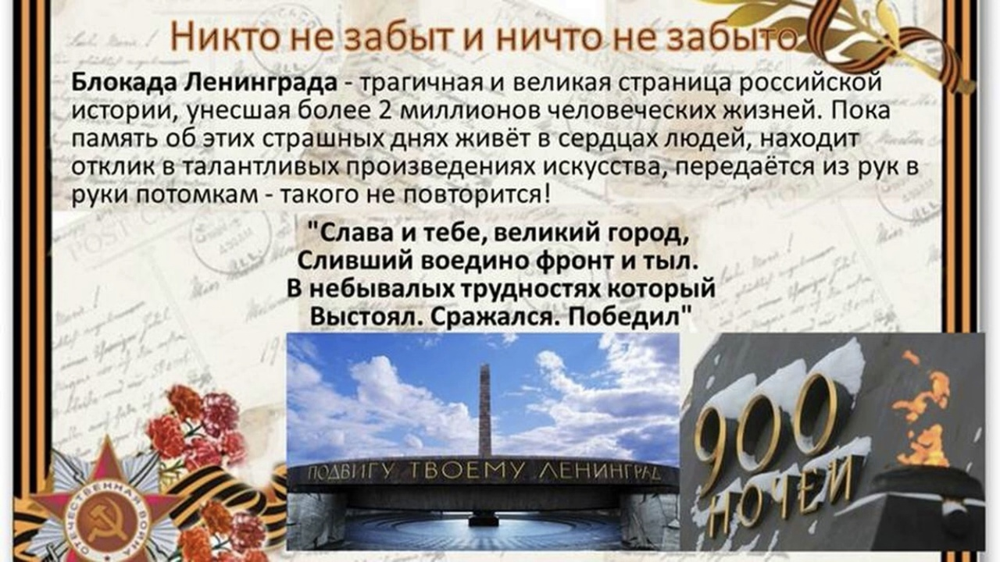 Никто не забыт и ничто не забыто
Блокада Ленинграда - трагичная и великая страница российской
истории, унесшая более 2 миллионов человеческих жизней. Пока
память об этих страшных днях живёт в сердцах людей, находит
отклик в талантливых произведениях искусства, передаётся из рук в
руки потомкам - такого не повторится!
"Слава и тебе, великий город,
Сливший воедино фронт и тыл.
В небывалых трудностях который
Выстоял. Сражался. Победил"
ПОДВИГУ ТВОЕМУ ЛЕНИНГРАД
900
НОЧЕЙ
ОТЕЧЕСТВЕННАЯ ВОЙНА